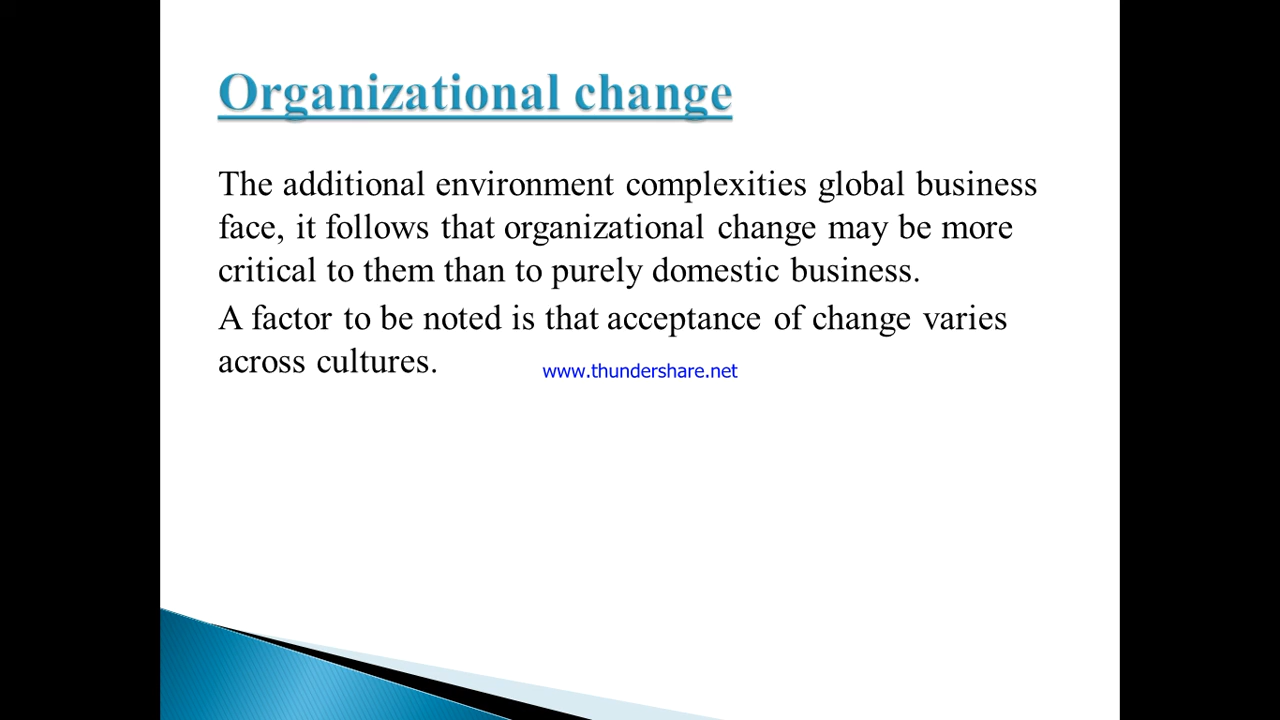 Organizational change
The additional environment complexities global business
face, it follows that organizational change may be more
critical to them than to purely domestic business.
A factor to be noted is that acceptance of change varies
across cultures.
www.thundershare.net